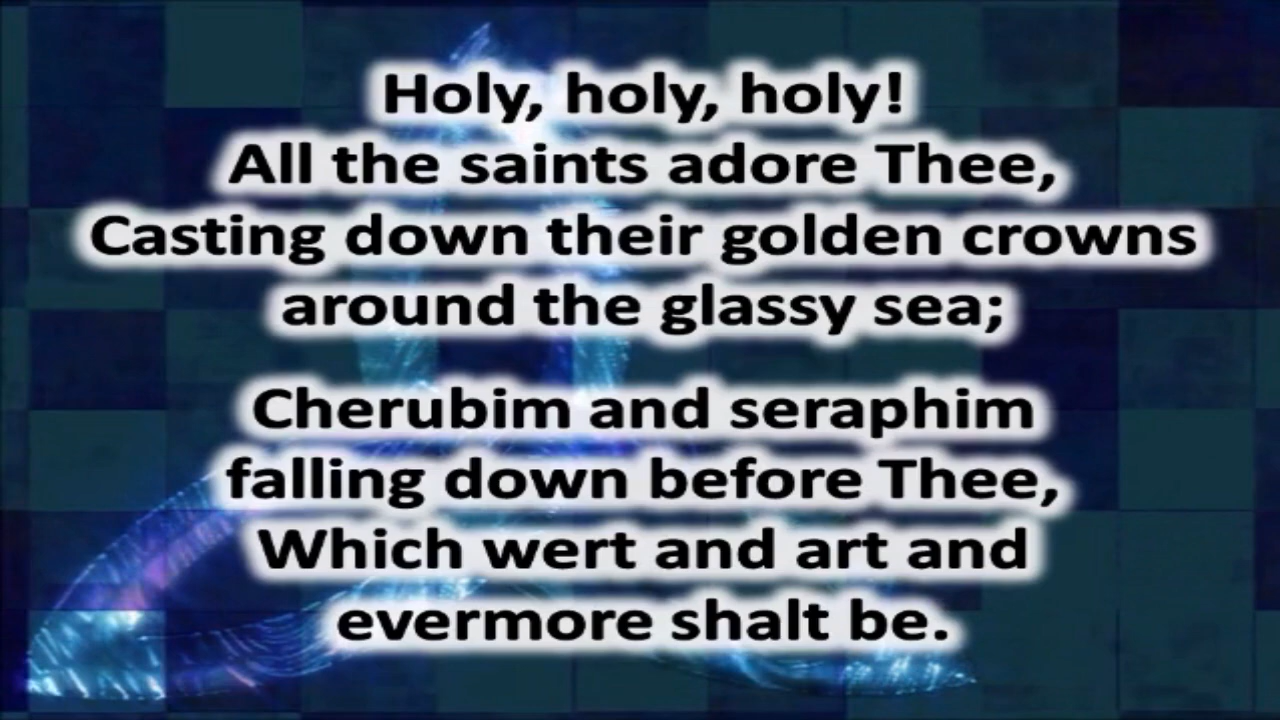 Holy, holy, holy!
All the saints adore Thee,
Casting down their golden crowns
around the glassy sea;
Cherubim and seraphim
falling down before Thee,
Which wert and art and
evermore shalt be.